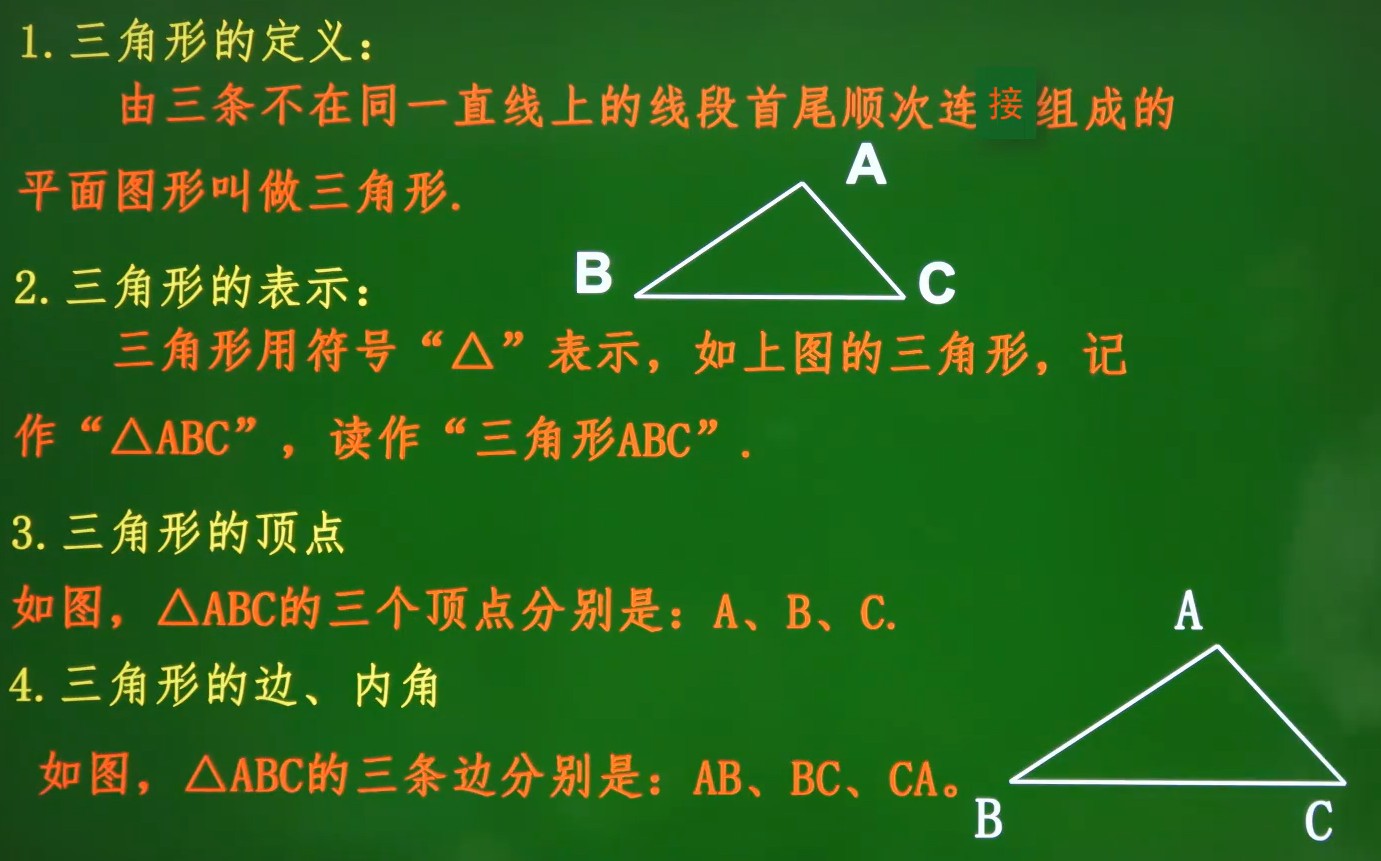 1.三角形的定义：
由三条不在同一直线上的线段首尾顺次连接组成的
A
平面图形叫做三角形.
B
C
2.三角形的表示：
三角形用符号“△”表示，如上图的三角形，记
作“△ABC”，读作“三角形ABC”.
3.三角形的顶点
如图，△ABC的三个顶点分别是：A、B、C.
A
4.三角形的边、内角
如图，△ABC的三条边分别是：AB、BC、CA。
B
C